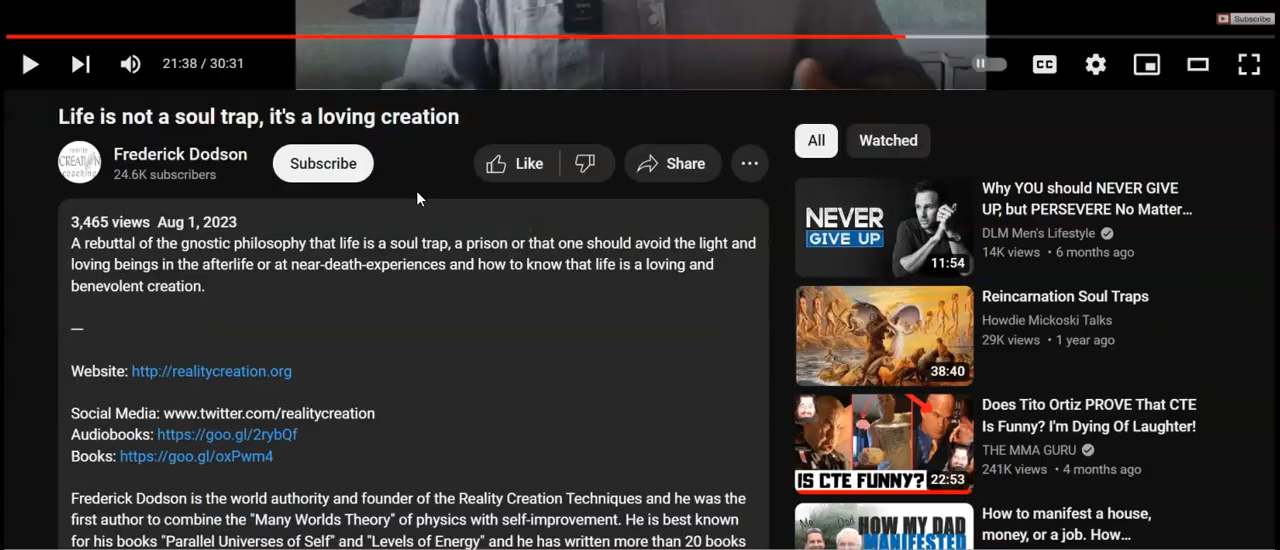 Subscribe
21:38 / 30:31
CC
Life is not a soul trap, it's a loving creation
CREATION
coaching
Frederick Dodson
24.6K subscribers
Subscribe
Like
Share
3,465 views Aug 1, 2023
A rebuttal of the gnostic philosophy that life is a soul trap, a prison or that one should avoid the light and
loving beings in the afterlife or at near-death-experiences and how to know that life is a loving and
benevolent creation.
—
Website: http://realitycreation.org
Social Media: www.twitter.com/realitycreation
Audiobooks: https://goo.gl/2rybQf
Books: https://goo.gl/oxPwm4
Frederick Dodson is the world authority and founder of the Reality Creation Techniques and he was the
first author to combine the "Many Worlds Theory" of physics with self-improvement. He is best known
for his books "Parallel Universes of Self" and "Levels of Energy" and he has written more than 20 books
All
Watched
NEVER
GIVE UP
11:54
Why YOU should NEVER GIVE
UP, but PERSEVERE No Matter...
DLM Men's Lifestyle
14K views • 6 months ago
38:40
Reincarnation Soul Traps
Howdie Mickoski Talks
29K views • 1 year ago
IS CTE FUNNY?
22:53
Does Tito Ortiz PROVE That CTE
Is Funny? I'm Dying Of Laughter!
THE MMA GURU
241K views • 4 months ago
Me
Dad
HOW MY DAD
MANIFESTED
How to manifest a house,
money, or a job. How...